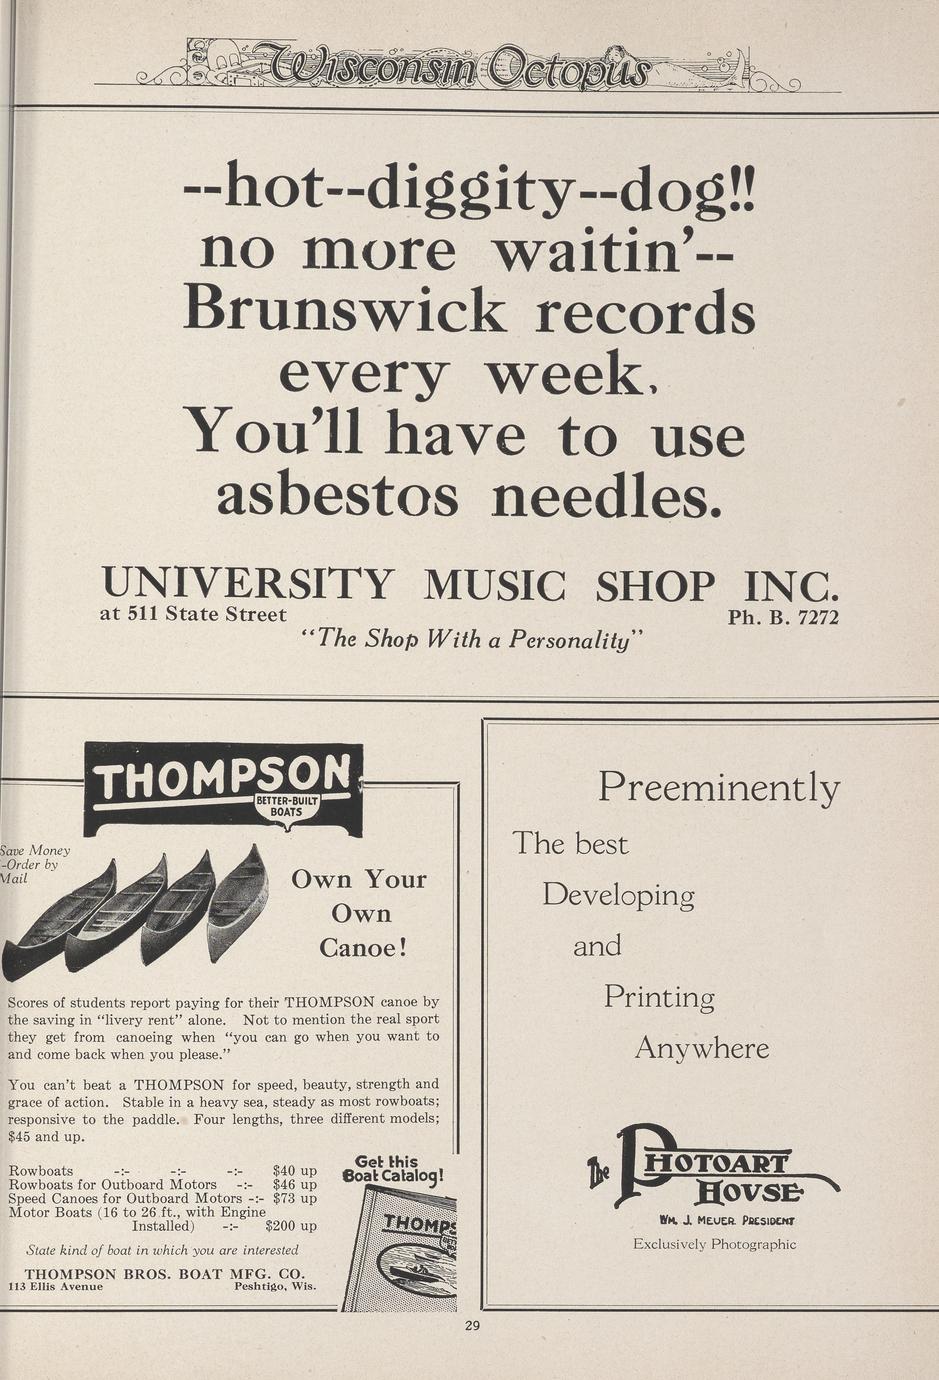 Wisconsin Octopus
--hot--diggity--dog!!
no more waitin'--
Brunswick records
every week.
You'll have to use
asbestos needles.
UNIVERSITY MUSIC SHOP INC.
at 511 State Street Ph. B. 7272
"The Shop With a Personality"
THOMPSON
BETTER-BUILT
BOATS
Save Money
-Order by
Mail
Own Your
Own
Canoe!
Scores of students report paying for their THOMPSON canoe by
the saving in "livery rent" alone. Not to mention the real sport
they get from canoeing when "you can go when you want to
and come back when you please."
You can't beat a THOMPSON for speed, beauty, strength and
grace of action. Stable in a heavy sea, steady as most rowboats;
responsive to the paddle. Four lengths, three different models;
$45 and up.
Rowboats -:- -:- -:- $40 up
Rowboats for Outboard Motors -:- $46 up
Speed Canoes for Outboard Motors -:- $73 up
Motor Boats (16 to 26 ft., with Engine
Installed) -:- $200 up
State kind of boat in which you are interested
THOMPSON BROS. BOAT MFG. CO.
113 Ellis Avenue Peshtigo, Wis.
Get this
Boat Catalog!
THOMPS
Preeminently
The best
Developing
and
Printing
Anywhere
The PHOTOART
HOVSE
WM. J. MEUER PRESIDENT
Exclusively Photographic
29